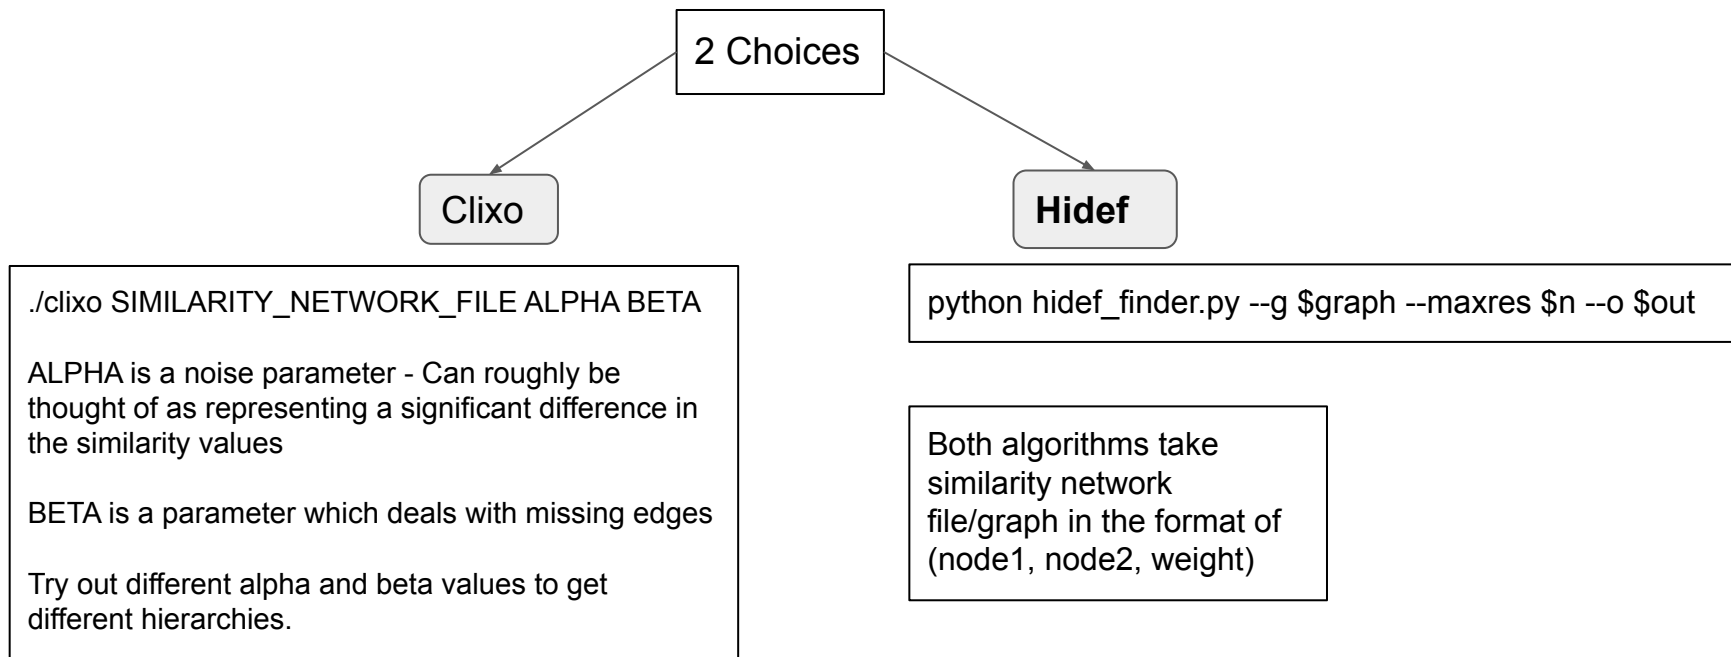 2 Choices
Clixo
Hidef
./clixo SIMILARITY_NETWORK_FILE ALPHA BETA
ALPHA is a noise parameter - Can roughly be
thought of as representing a significant difference in
the similarity values
BETA is a parameter which deals with missing edges
Try out different alpha and beta values to get
different hierarchies.
python hidef_finder.py --g $graph --maxres $n --o $out
Both algorithms take
similarity network
file/graph in the format of
(node1, node2, weight)